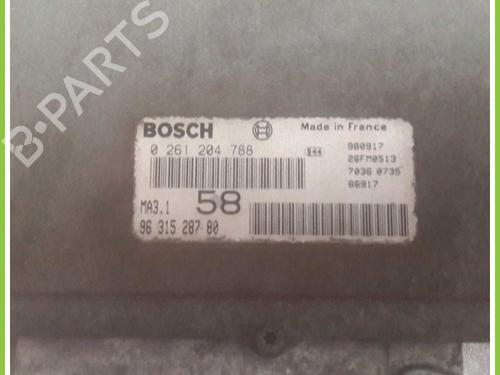 B-PARTS
BOSCH Made in France
0 261 204 788 980917
26FM0513
7036 0735
86917
MA3.1 58
96 315 287 80